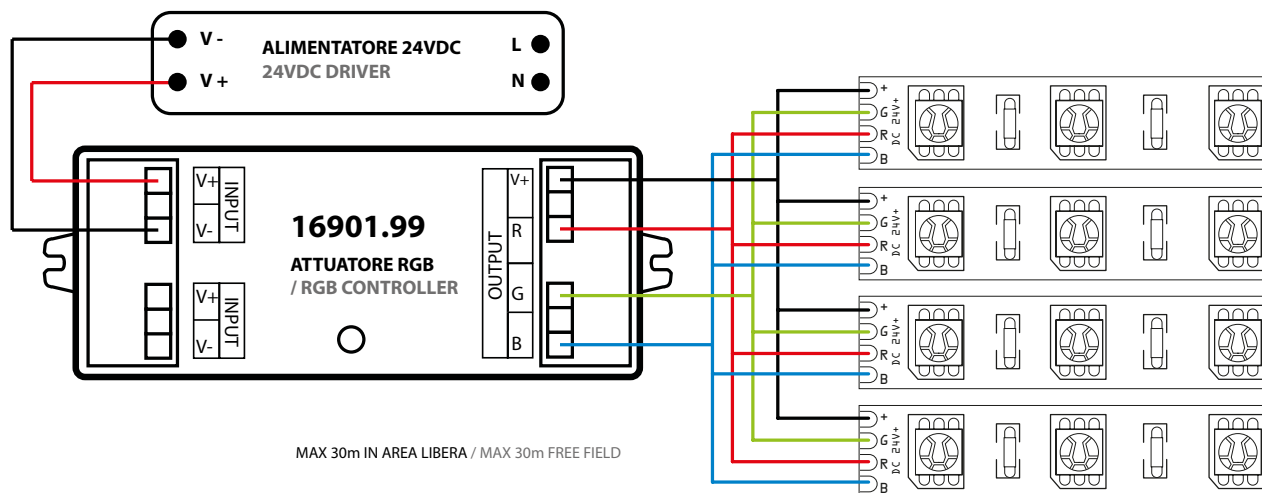 V -
V +
ALIMENTATORE 24VDC
24VDC DRIVER
L
N
V+
V-
INPUT
V+
V-
INPUT
16901.99
ATTUATORE RGB
/ RGB CONTROLLER
OUTPUT
V+
R
G
B
MAX 30m IN AREA LIBERA / MAX 30m FREE FIELD
+
G
R
B
DC 24V+
+
G
R
B
DC 24V+
+
G
R
B
DC 24V+
+
G
R
B
DC 24V+